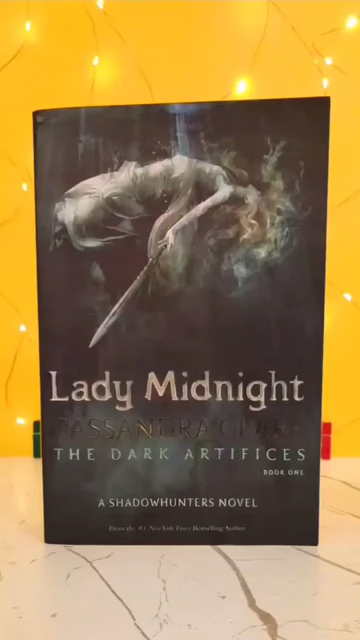 Lady Midnight
CASSANDRA CLARE
THE DARK ARTIFICES
BOOK ONE
A SHADOWHUNTERS NOVEL
From the #1 New York Times Bestselling Author